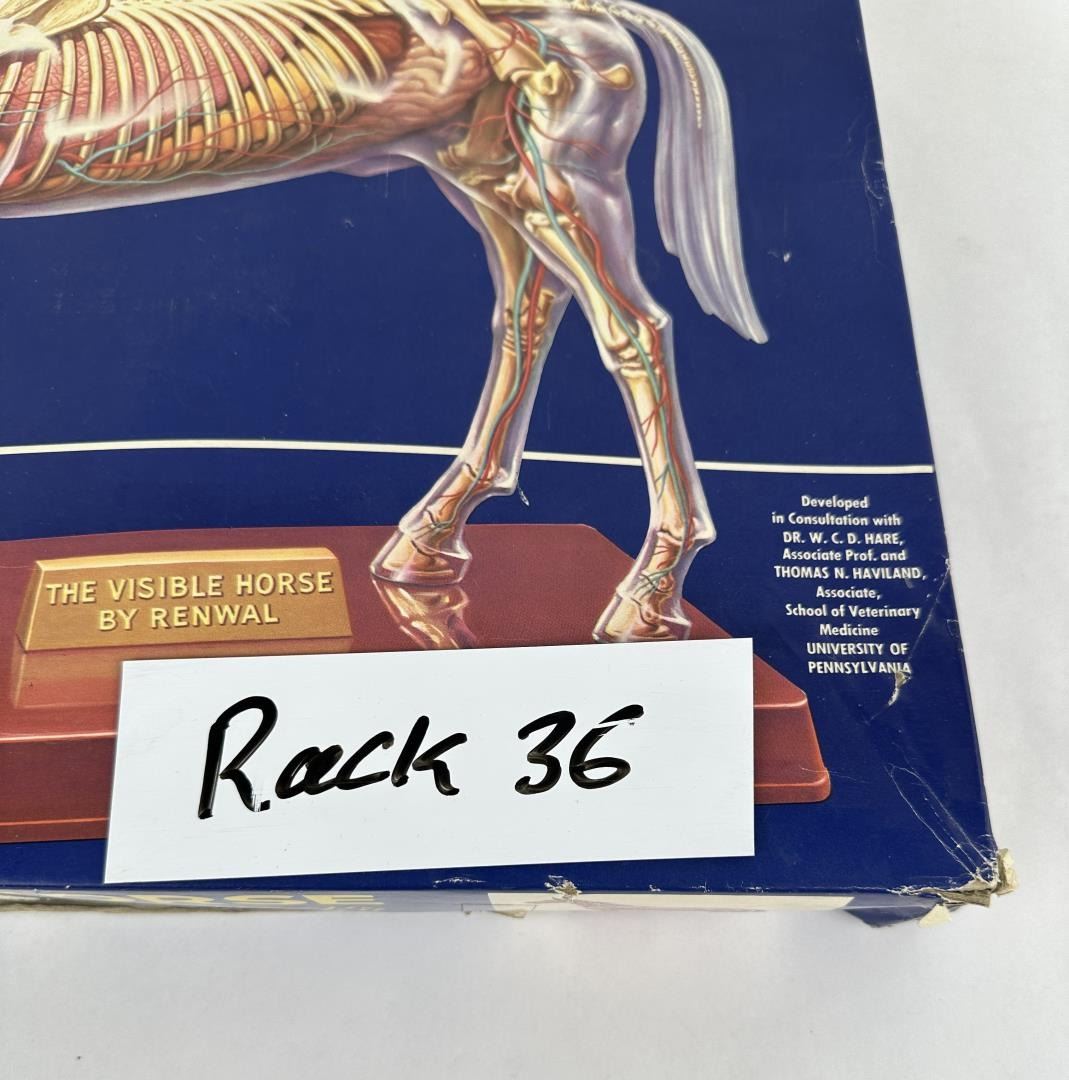 Developed
in Consultation with
DR. W. C. D. HARE,
Associate Prof. and
THOMAS N. HAVILAND,
Associate,
School of Veterinary
Medicine
UNIVERSITY OF
PENNSYLVANIA
THE VISIBLE HORSE
BY RENWAL
Rack 36